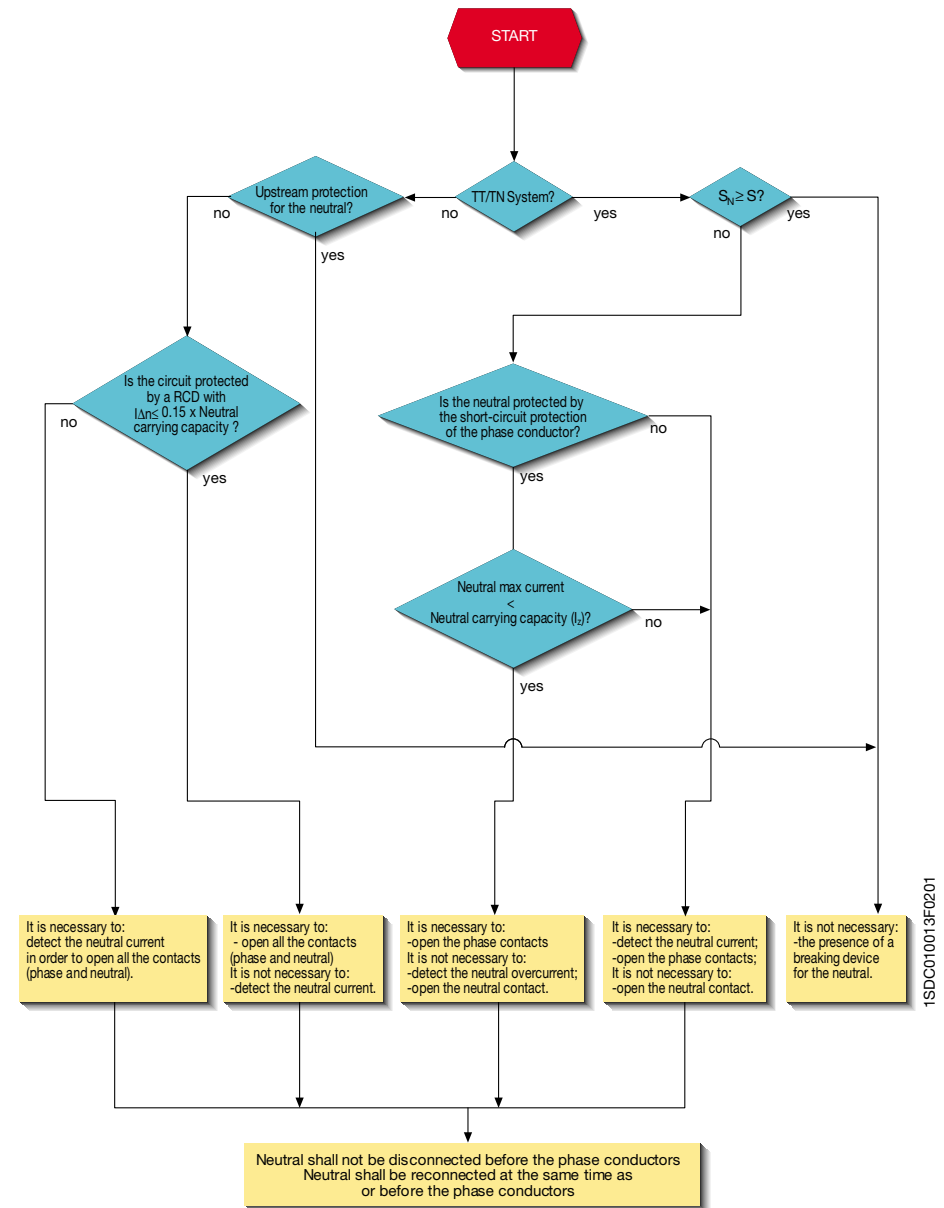 START
TT/TN System?
no
yes
Upstream protection
for the neutral?
no
yes
S_N ≥ S?
no
yes
Is the circuit protected
by a RCD with
I∆n≤ 0.15 x Neutral
carrying capacity ?
no
yes
Is the neutral protected by
the short-circuit protection
of the phase conductor?
no
yes
Neutral max current
<
Neutral carrying capacity (I_z)?
no
yes
It is necessary to:
detect the neutral current
in order to open all the contacts
(phase and neutral).
It is necessary to:
- open all the contacts
(phase and neutral)
It is not necessary to:
-detect the neutral current.
It is necessary to:
-open the phase contacts
It is not necessary to:
-detect the neutral overcurrent;
-open the neutral contact.
It is necessary to:
-detect the neutral current;
-open the phase contacts;
It is not necessary to:
-open the neutral contact.
It is not necessary:
-the presence of a
breaking device
for the neutral.
Neutral shall not be disconnected before the phase conductors
Neutral shall be reconnected at the same time as
or before the phase conductors
1SDC010013F0201